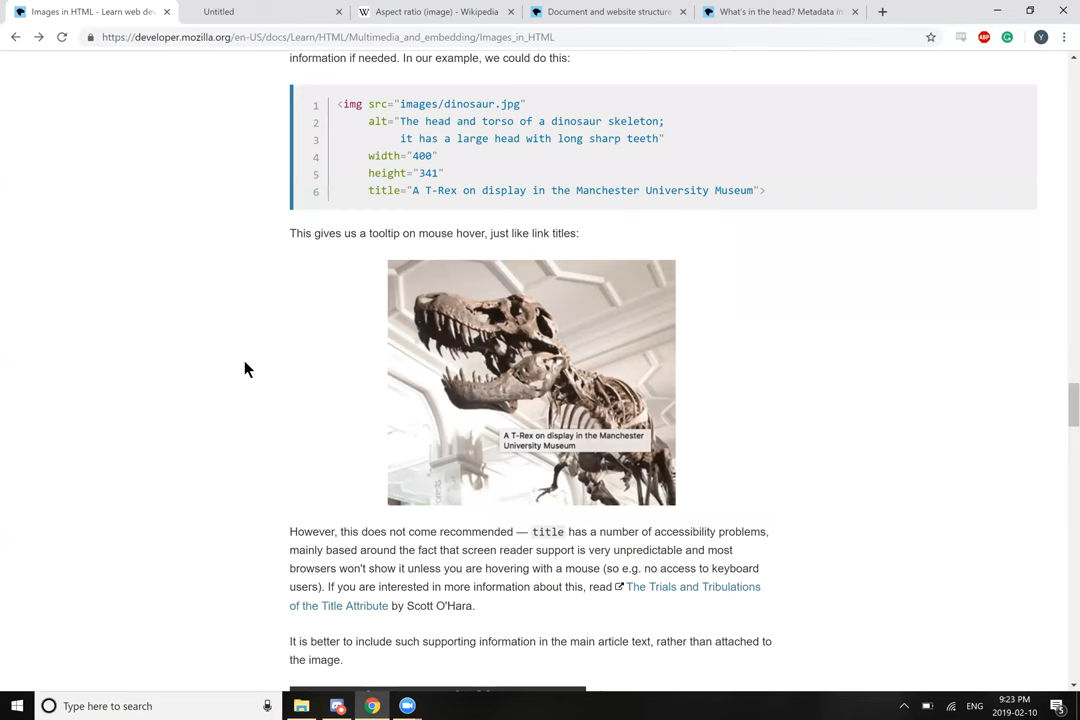 Images in HTML - Learn web de
Untitled
Aspect ratio (image) - Wikipedia
Document and website structure
What's in the head? Metadata in
https://developer.mozilla.org/en-US/docs/Learn/HTML/Multimedia_and_embedding/Images_in_HTML
ABP
Y
information if needed. In our example, we could do this:
1 <img src="images/dinosaur.jpg"
2 alt="The head and torso of a dinosaur skeleton;
3 it has a large head with long sharp teeth"
4 width="400"
5 height="341"
6 title="A T-Rex on display in the Manchester University Museum">
This gives us a tooltip on mouse hover, just like link titles:
A T-Rex on display in the Manchester
University Museum
However, this does not come recommended — title has a number of accessibility problems,
mainly based around the fact that screen reader support is very unpredictable and most
browsers won't show it unless you are hovering with a mouse (so e.g. no access to keyboard
users). If you are interested in more information about this, read The Trials and Tribulations
of the Title Attribute by Scott O'Hara.
It is better to include such supporting information in the main article text, rather than attached to
the image.
Type here to search
ENG
9:23 PM
2019-02-10
5